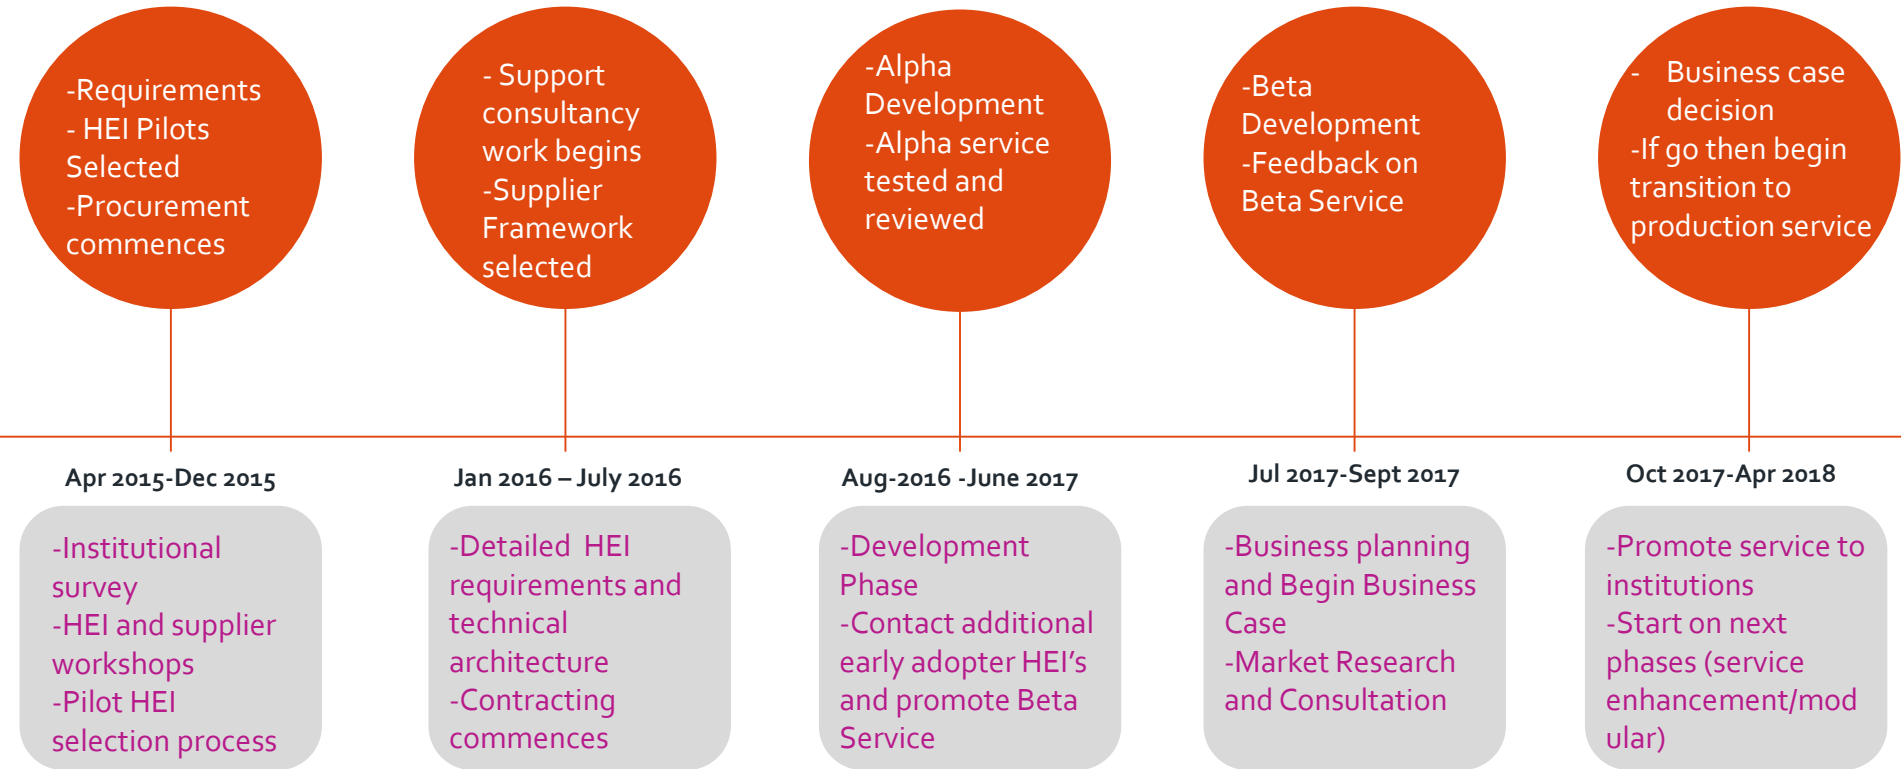 -Requirements
- HEI Pilots
Selected
-Procurement
commences
- Support
consultancy
work begins
-Supplier
Framework
selected
-Alpha
Development
-Alpha service
tested and
reviewed
-Beta
Development
-Feedback on
Beta Service
- Business case
decision
-If go then begin
transition to
production service
Apr 2015-Dec 2015
Jan 2016 – July 2016
Aug-2016 -June 2017
Jul 2017-Sept 2017
Oct 2017-Apr 2018
-Institutional
survey
-HEI and supplier
workshops
-Pilot HEI
selection process
-Detailed HEI
requirements and
technical
architecture
-Contracting
commences
-Development
Phase
-Contact additional
early adopter HEI's
and promote Beta
Service
-Business planning
and Begin Business
Case
-Market Research
and Consultation
-Promote service to
institutions
-Start on next
phases (service
enhancement/mod
ular)